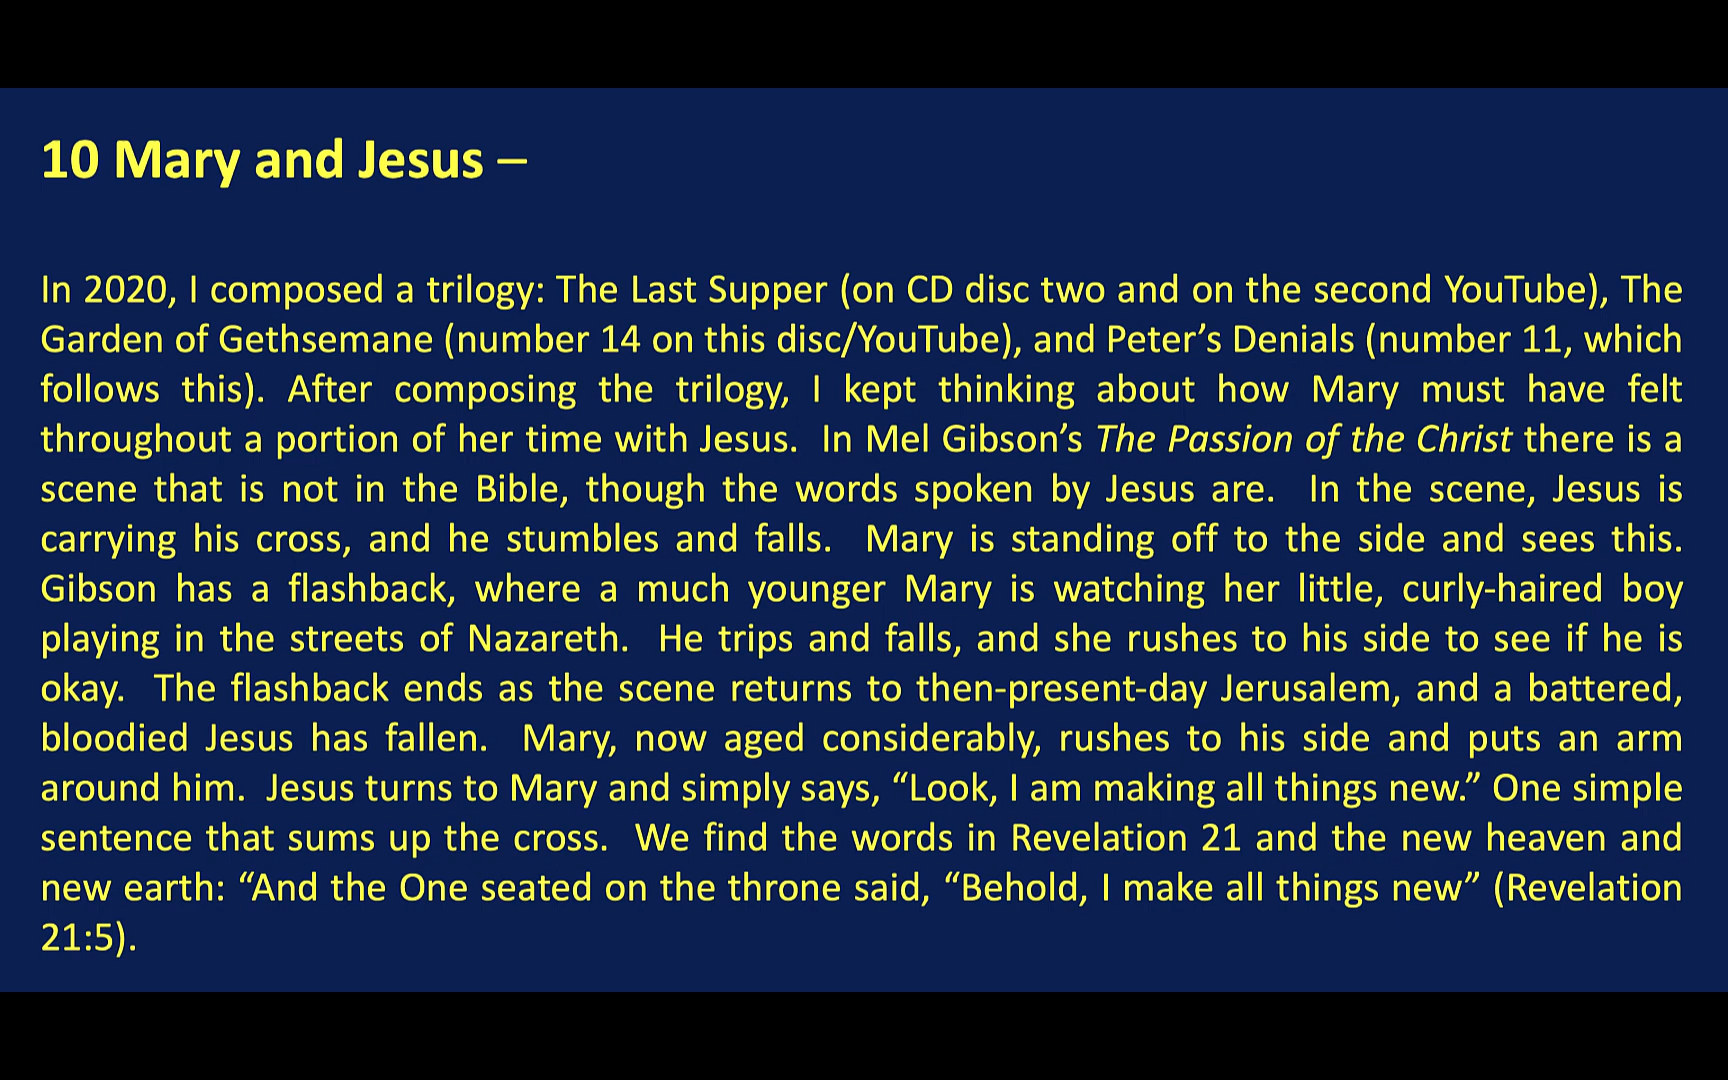 10 Mary and Jesus –
In 2020, I composed a trilogy: The Last Supper (on CD disc two and on the second YouTube), The
Garden of Gethsemane (number 14 on this disc/YouTube), and Peter’s Denials (number 11, which
follows this). After composing the trilogy, I kept thinking about how Mary must have felt
throughout a portion of her time with Jesus. In Mel Gibson’s The Passion of the Christ there is a
scene that is not in the Bible, though the words spoken by Jesus are. In the scene, Jesus is
carrying his cross, and he stumbles and falls. Mary is standing off to the side and sees this.
Gibson has a flashback, where a much younger Mary is watching her little, curly-haired boy
playing in the streets of Nazareth. He trips and falls, and she rushes to his side to see if he is
okay. The flashback ends as the scene returns to then-present-day Jerusalem, and a battered,
bloodied Jesus has fallen. Mary, now aged considerably, rushes to his side and puts an arm
around him. Jesus turns to Mary and simply says, “Look, I am making all things new.” One simple
sentence that sums up the cross. We find the words in Revelation 21 and the new heaven and
new earth: “And the One seated on the throne said, “Behold, I make all things new” (Revelation
21:5).